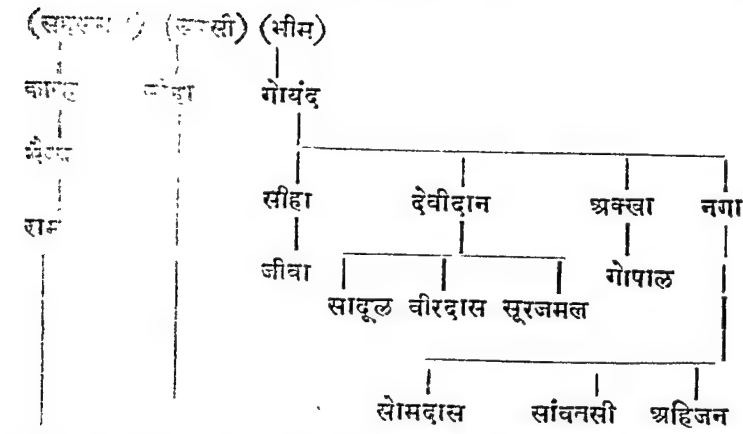 (भीम)
गोयंद
सीहा देवीदान अक्खा नगा
राम
जीवा गोपाल
सादूल वीरदास सूरजमल
सोमदास सांवतसी अहिजन